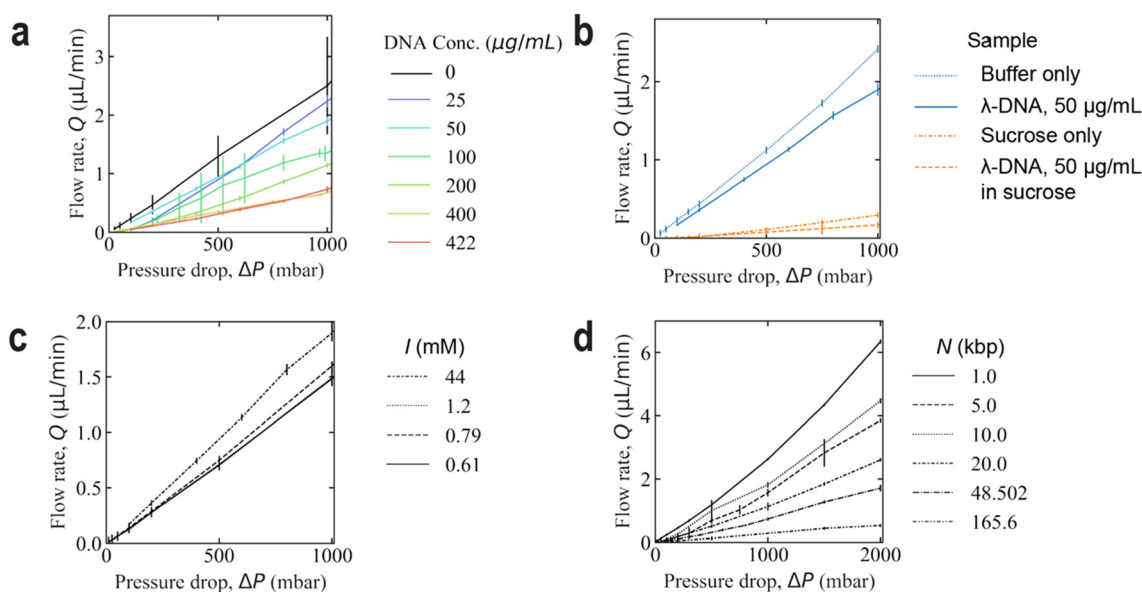 a
Flow rate, Q (µL/min)
3
2
1
0
500
1000
Pressure drop, ΔP (mbar)
DNA Conc. (µg/mL)
0
25
50
100
200
400
422
b
Flow rate, Q (µL/min)
2
1
0
500
1000
Pressure drop, ΔP (mbar)
Sample
Buffer only
λ-DNA, 50 µg/mL
Sucrose only
λ-DNA, 50 µg/mL
in sucrose
c
Flow rate, Q (µL/min)
2.0
1.5
1.0
0.5
0.0
0
500
1000
Pressure drop, ΔP (mbar)
I (mM)
44
1.2
0.79
0.61
d
Flow rate, Q (µL/min)
6
4
2
0
0
1000
2000
Pressure drop, ΔP (mbar)
N (kbp)
1.0
5.0
10.0
20.0
48.502
165.6